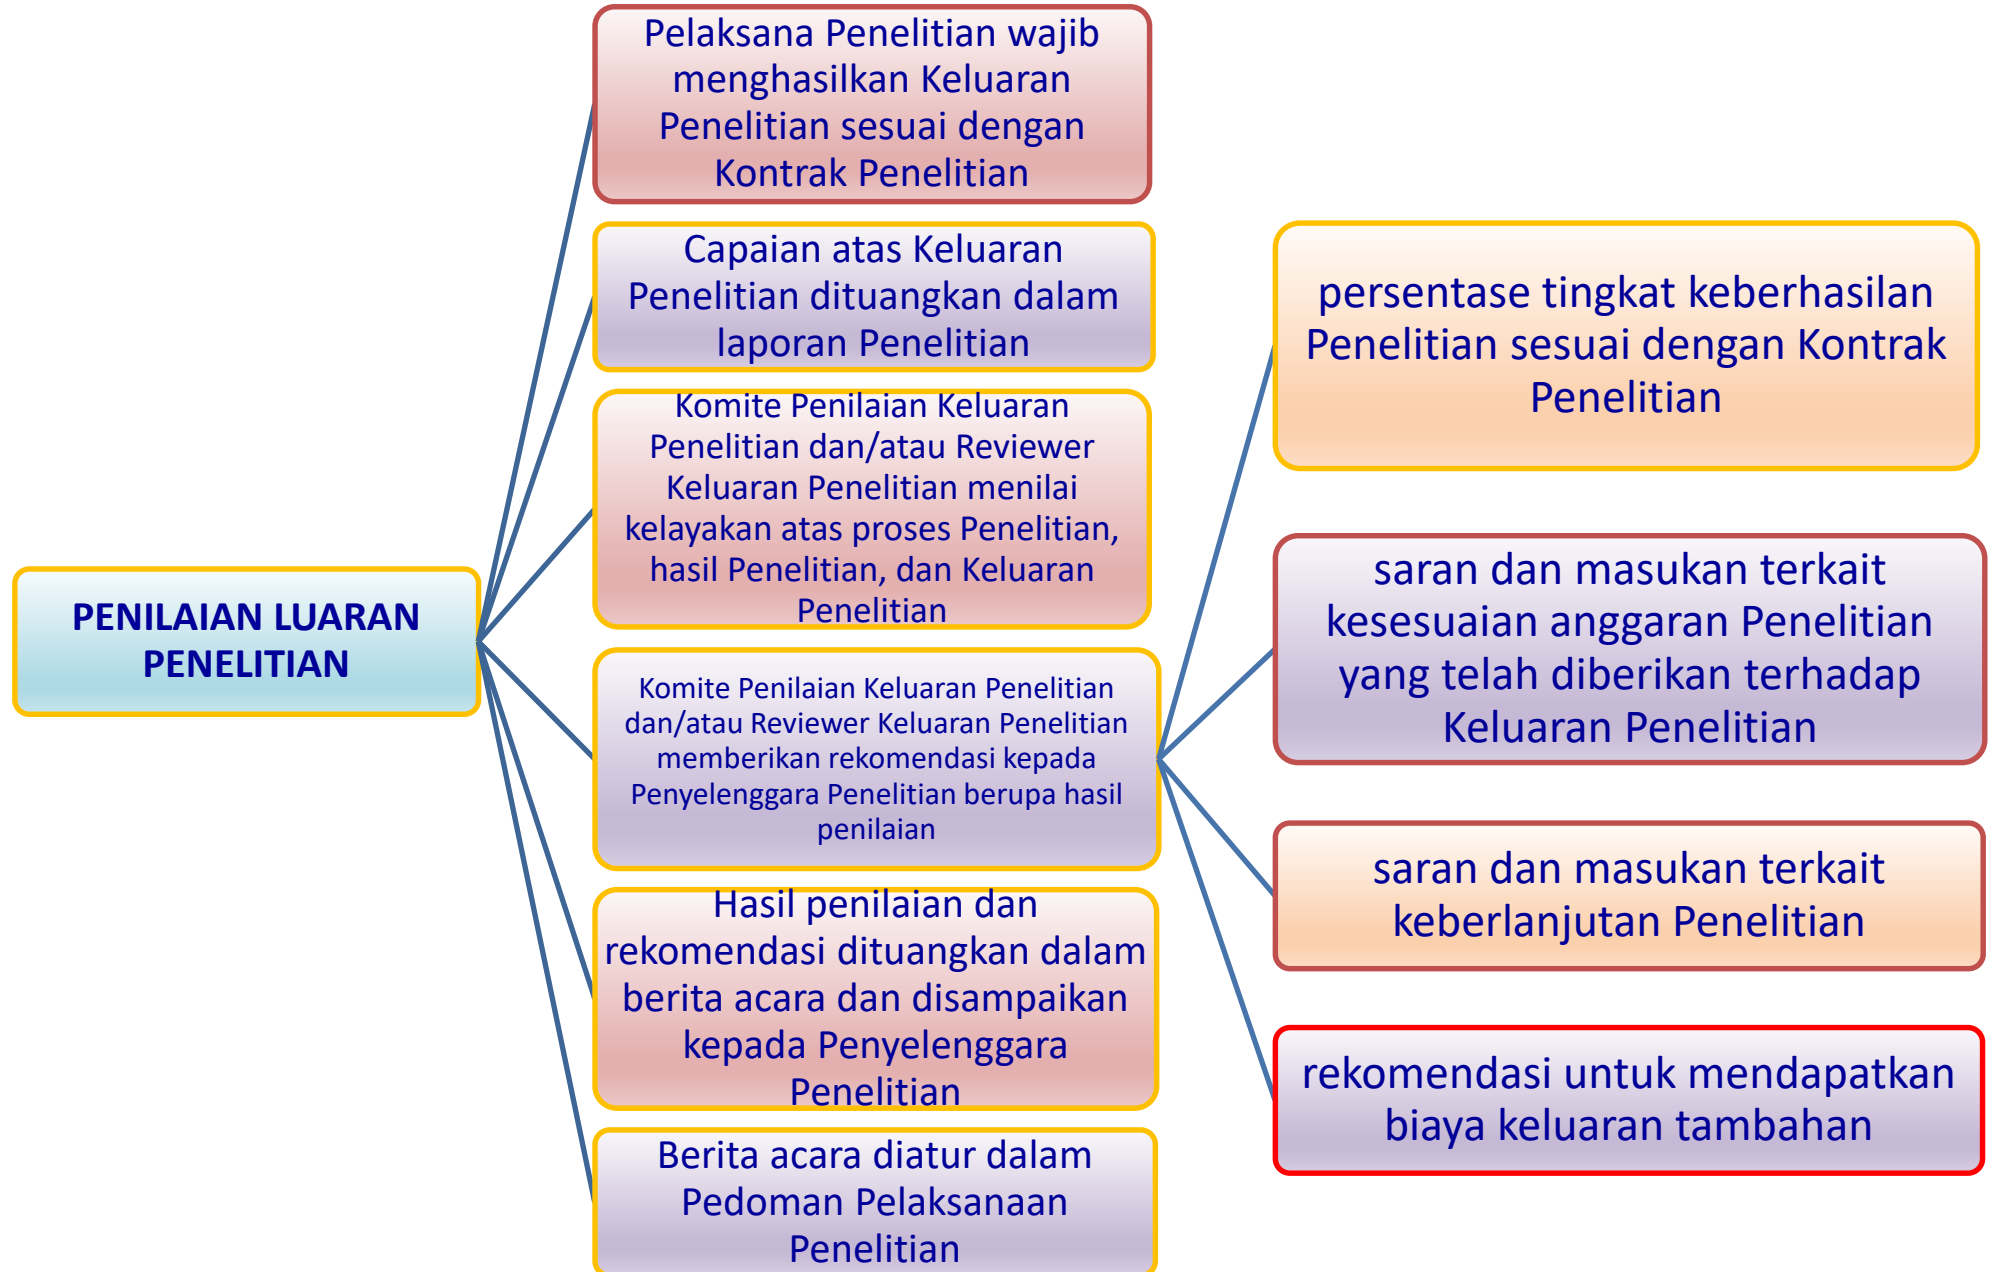 PENILAIAN LUARAN
PENELITIAN
Pelaksana Penelitian wajib
menghasilkan Keluaran
Penelitian sesuai dengan
Kontrak Penelitian
Capaian atas Keluaran
Penelitian dituangkan dalam
laporan Penelitian
Komite Penilaian Keluaran
Penelitian dan/atau Reviewer
Keluaran Penelitian menilai
kelayakan atas proses Penelitian,
hasil Penelitian, dan Keluaran
Penelitian
Komite Penilaian Keluaran Penelitian
dan/atau Reviewer Keluaran Penelitian
memberikan rekomendasi kepada
Penyelenggara Penelitian berupa hasil
penilaian
Hasil penilaian dan
rekomendasi dituangkan dalam
berita acara dan disampaikan
kepada Penyelenggara
Penelitian
Berita acara diatur dalam
Pedoman Pelaksanaan
Penelitian
persentase tingkat keberhasilan
Penelitian sesuai dengan Kontrak
Penelitian
saran dan masukan terkait
kesesuaian anggaran Penelitian
yang telah diberikan terhadap
Keluaran Penelitian
saran dan masukan terkait
keberlanjutan Penelitian
rekomendasi untuk mendapatkan
biaya keluaran tambahan